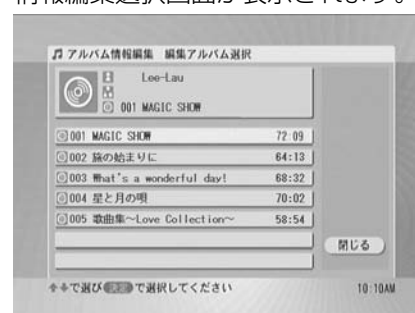 情報編集選択画面が表示されます。
アルバム情報編集 編集アルバム選択
Lee-Lau
001 MAGIC SHOW
001 MAGIC SHOW 72:09
002 旅の始まりに 64:13
003 What's a wonderful day! 68:32
004 星と月の唄 70:02
005 歌曲集～Love Collection～ 58:54
閉じる
で選び 決定 で選択してください 10:10AM